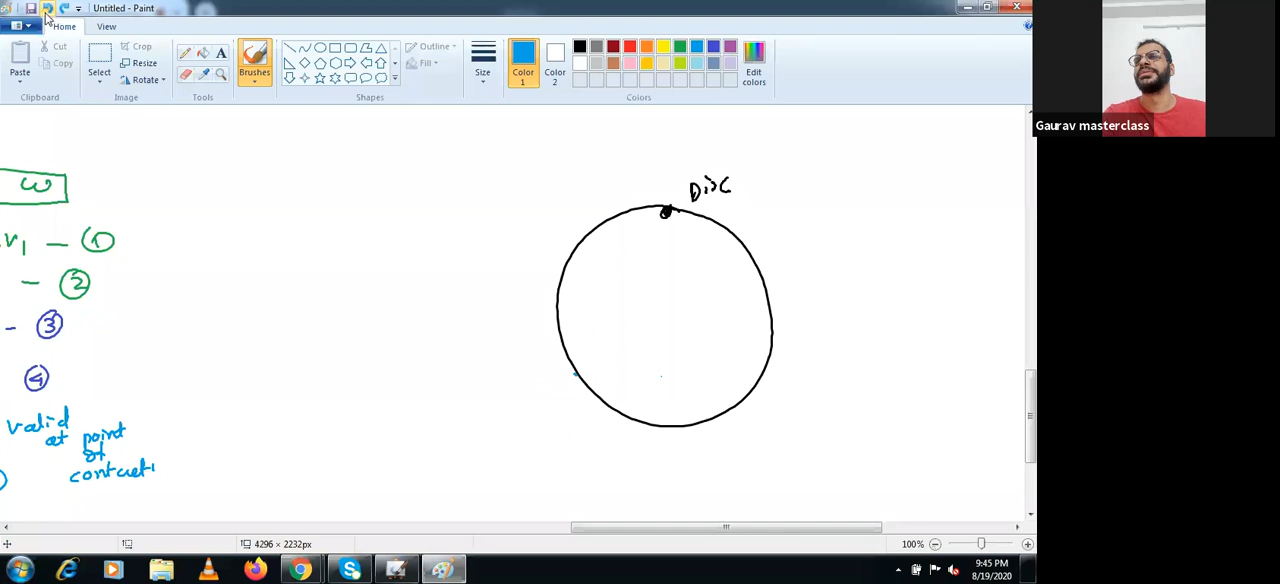 Untitled - Paint
Home View
Paste
Cut
Copy
Clipboard
Select
Crop
Resize
Rotate
Image
A
Tools
Brushes
Outline
Fill
Shapes
Size
Color
1
Color
2
Edit
colors
Colors
Gaurav masterclass
ω
r₁ — ①
- ②
- ③
④
valid
at point
of
contact
Disc
4296 × 2232px
100%
9:45 PM
8/19/2020